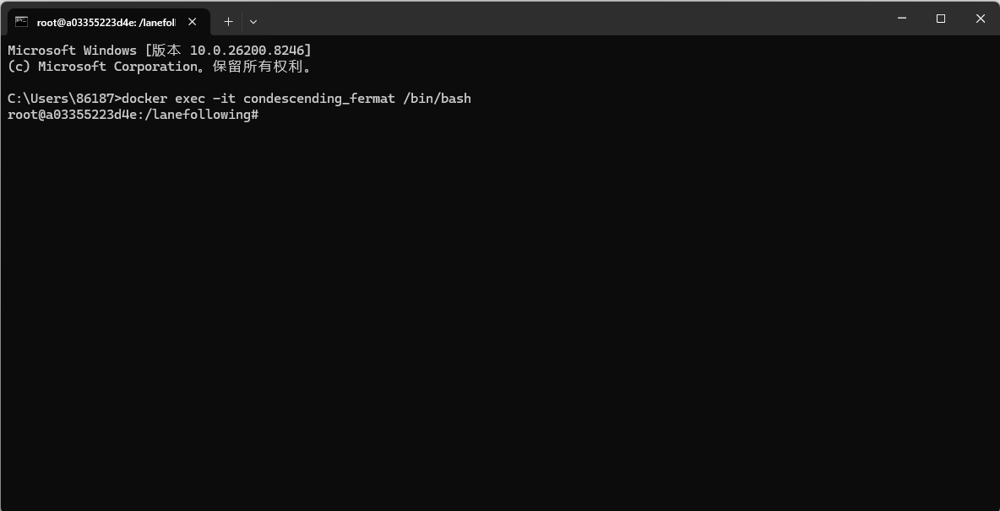 root@a03355223d4e: /lanefoll
Microsoft Windows [版本 10.0.26200.8246]
(c) Microsoft Corporation。保留所有权利。
C:\Users\86187>docker exec -it condescending_fermat /bin/bash
root@a03355223d4e:/lanefollowing#